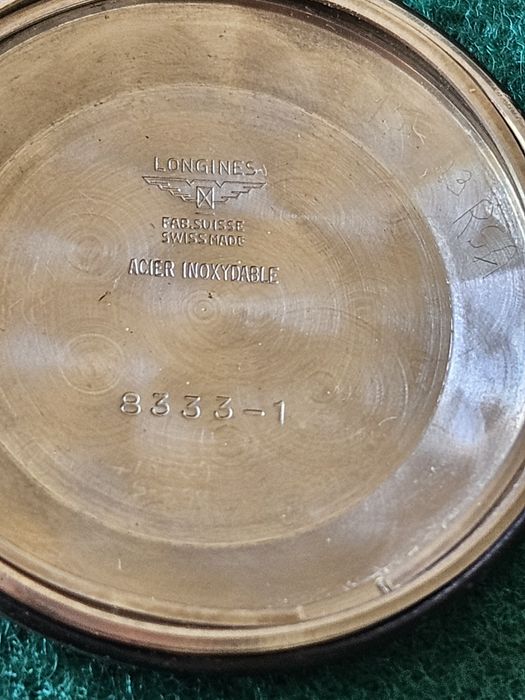 LONGINES
FAB.SUISSE
SWISS MADE
ACIER INOXYDABLE
8333-1